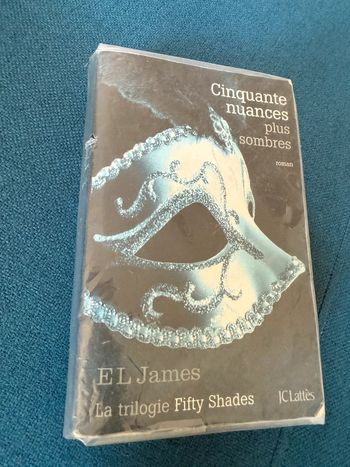 Cinquante
nuances
plus
sombres
roman
E L James
La trilogie Fifty Shades
JC Lattès